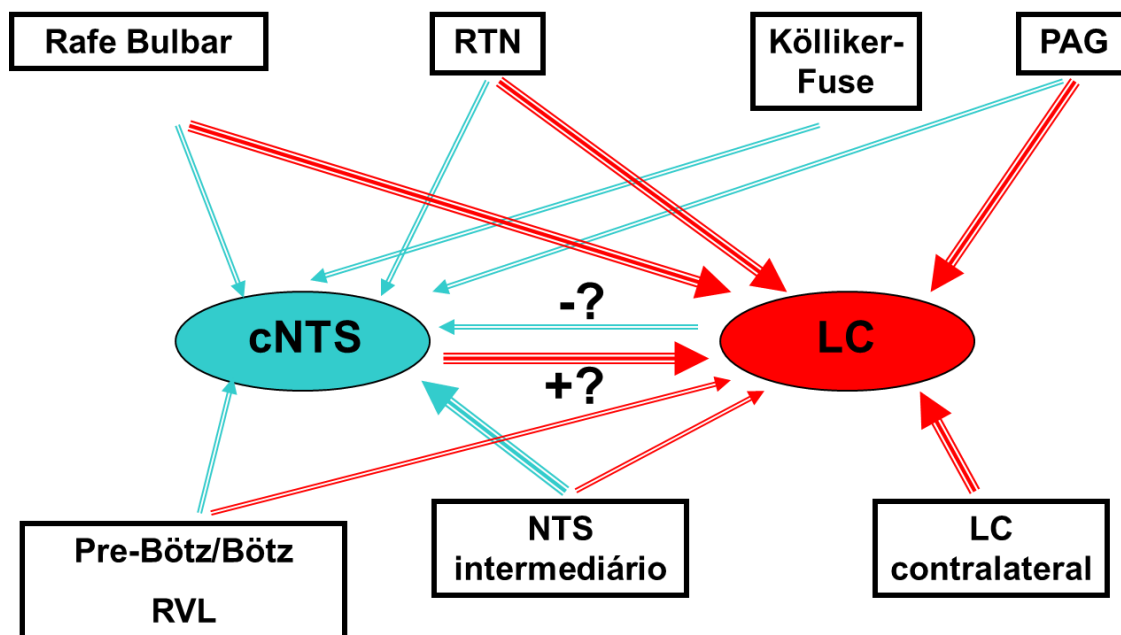 Rafe Bulbar
RTN
Kölliker-
Fuse
PAG
-?
cNTS
LC
+?
Pre-Bötz/Bötz
RVL
NTS
intermediário
LC
contralateral